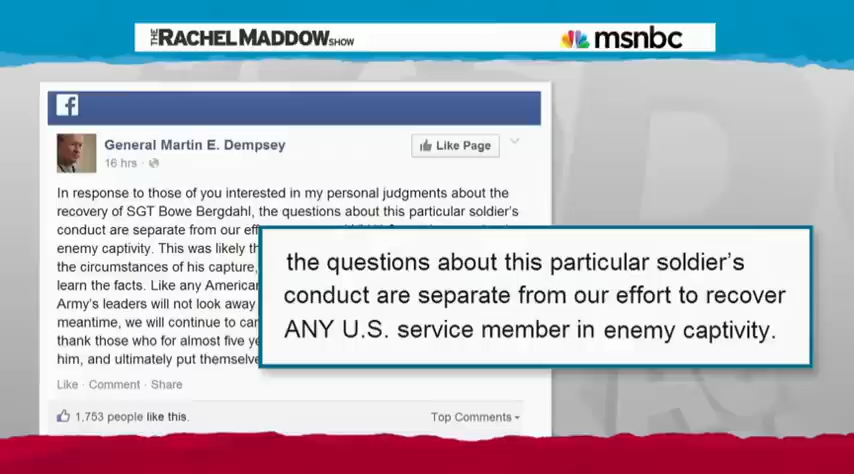 THE RACHEL MADDOW SHOW
msnbc
f
General Martin E. Dempsey
Like Page
16 hrs ·
In response to those of you interested in my personal judgments about the
recovery of SGT Bowe Bergdahl, the questions about this particular soldier's
conduct are separate from our
enemy captivity. This was likely
the circumstances of his capture,
learn the facts. Like any American
Army's leaders will not look away
meantime, we will continue to
thank those who for almost five
him, and ultimately put
the questions about this particular soldier's
conduct are separate from our effort to recover
ANY U.S. service member in enemy captivity.
Like · Comment · Share
1,753 people like this.
Top Comments